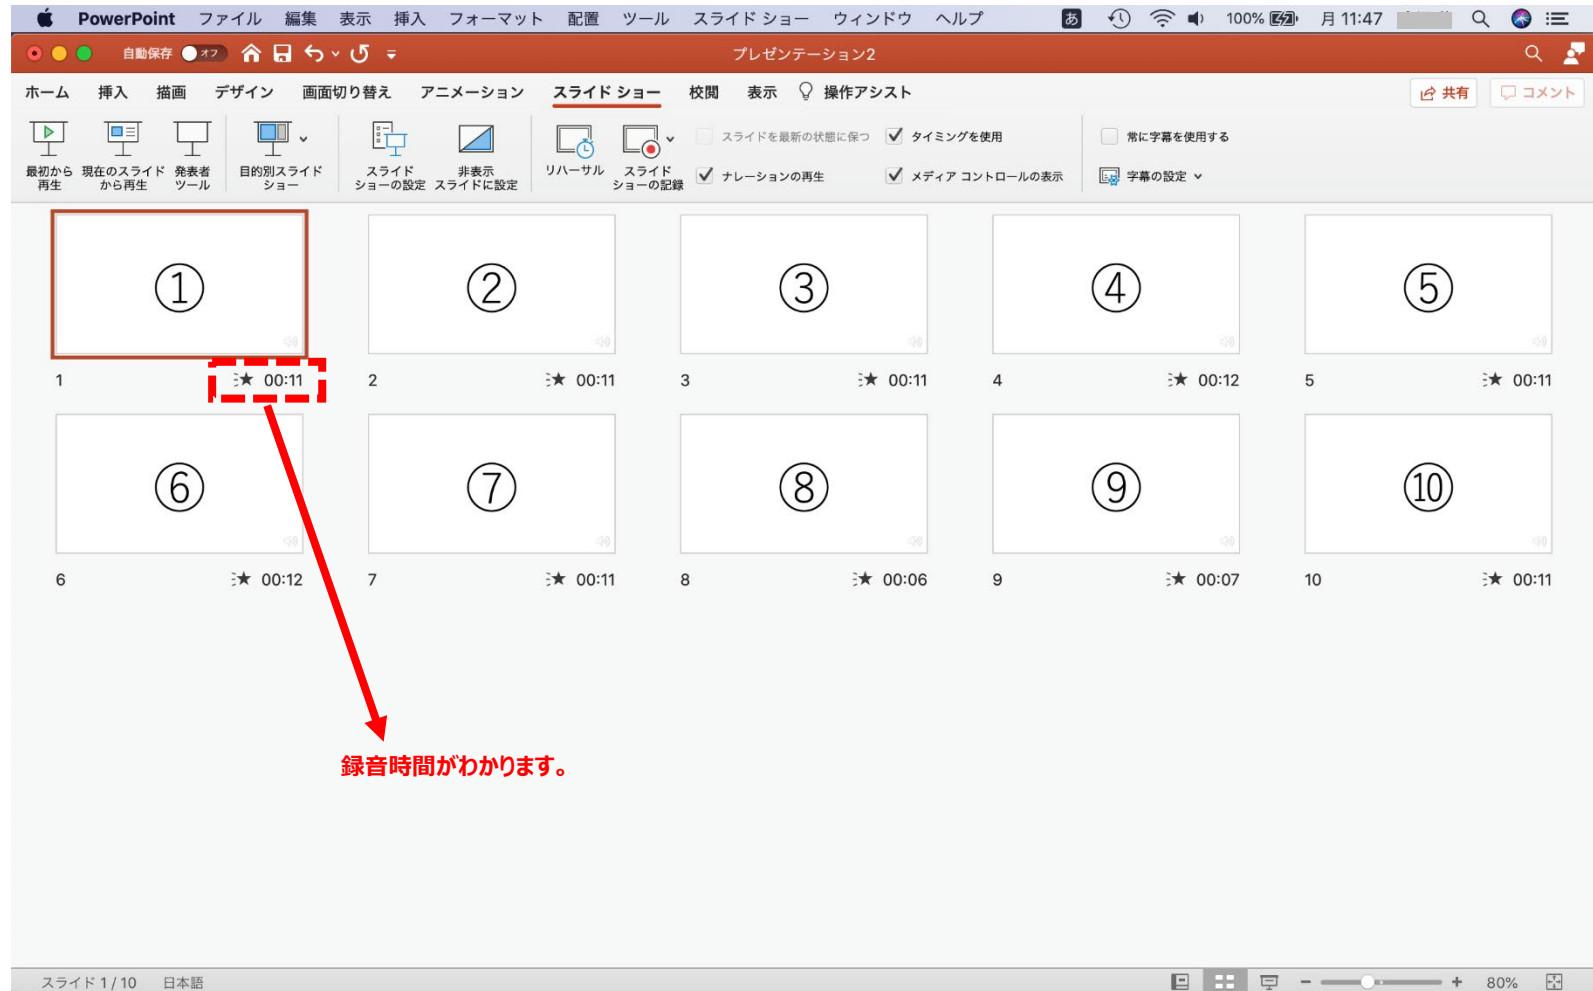 PowerPoint ファイル 編集 表示 挿入 フォーマット 配置 ツール スライド ショー ウィンドウ ヘルプ あ 100% 月 11:47
自動保存 オフ プレゼンテーション2
ホーム 挿入 描画 デザイン 画面切り替え アニメーション スライド ショー 校閲 表示 操作アシスト 共有 コメント
最初から
再生
現在のスライド
から再生
発表者
ツール
目的別スライド
ショー
スライド
ショーの設定
非表示
スライドに設定
リハーサル
スライド
ショーの記録
スライドを最新の状態に保つ
タイミングを使用
ナレーションの再生
メディア コントロールの表示
常に字幕を使用する
字幕の設定
① ② ③ ④ ⑤
1 ★ 00:11 2 ★ 00:11 3 ★ 00:11 4 ★ 00:12 5 ★ 00:11
⑥ ⑦ ⑧ ⑨ ⑩
6 ★ 00:12 7 ★ 00:11 8 ★ 00:06 9 ★ 00:07 10 ★ 00:11
録音時間がわかります。
スライド 1 / 10 日本語 − + 80%